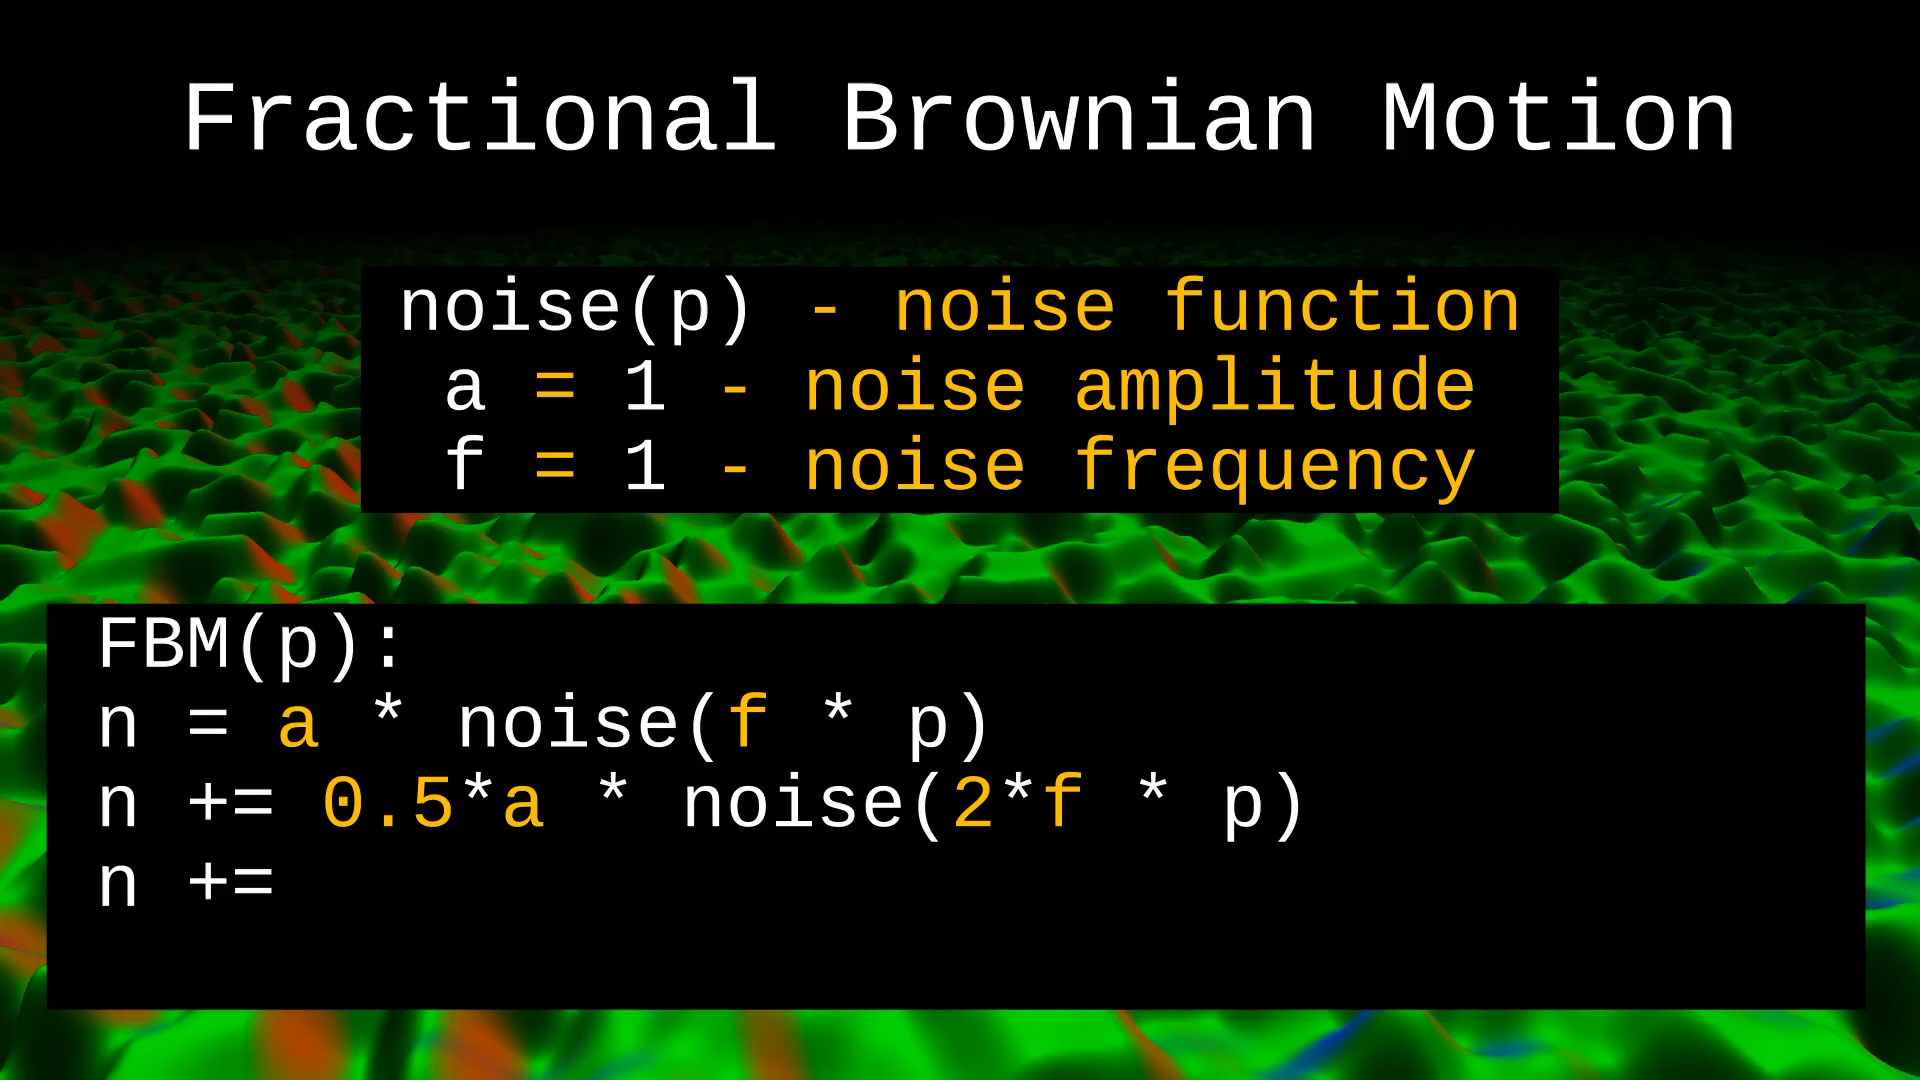 Fractional Brownian Motion
noise(p) - noise function
a = 1 - noise amplitude
f = 1 - noise frequency
FBM(p):
n = a * noise(f * p)
n += 0.5*a * noise(2*f * p)
n +=